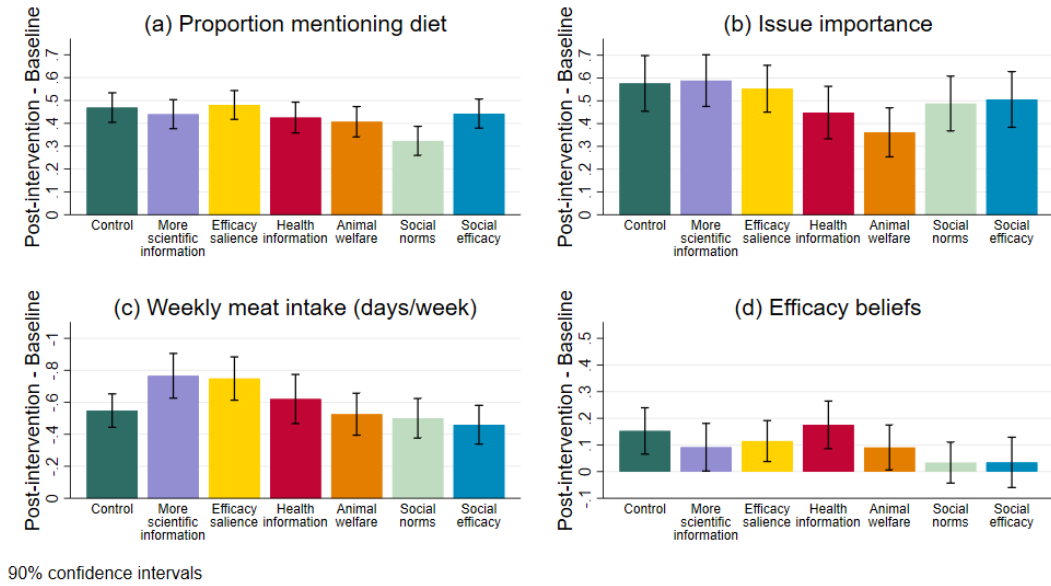 (a) Proportion mentioning diet
Post-intervention - Baseline
.7
.6
.5
.4
.3
.2
.1
0
Control
More scientific information
Efficacy salience
Health information
Animal welfare
Social norms
Social efficacy
(b) Issue importance
Post-intervention - Baseline
.7
.6
.5
.4
.3
.2
.1
0
Control
More scientific information
Efficacy salience
Health information
Animal welfare
Social norms
Social efficacy
(c) Weekly meat intake (days/week)
Post-intervention - Baseline
-1
-.8
-.6
-.4
-.2
0
Control
More scientific information
Efficacy salience
Health information
Animal welfare
Social norms
Social efficacy
(d) Efficacy beliefs
Post-intervention - Baseline
.5
.4
.3
.2
.1
0
-.1
Control
More scientific information
Efficacy salience
Health information
Animal welfare
Social norms
Social efficacy
90% confidence intervals